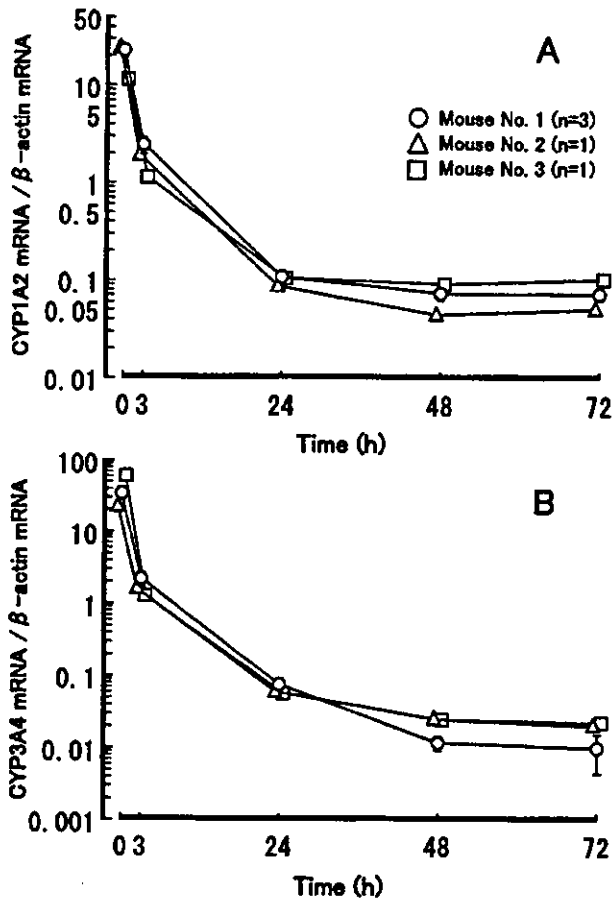 50
A
10
5
Mouse No. 1 (n=3)
Mouse No. 2 (n=1)
Mouse No. 3 (n=1)
1
0.5
0.1
0.05
0.01
CYP1A2 mRNA / β-actin mRNA
0 3 24 48 72
Time (h)
100
B
10
1
0.1
0.01
0.001
CYP3A4 mRNA / β-actin mRNA
0 3 24 48 72
Time (h)